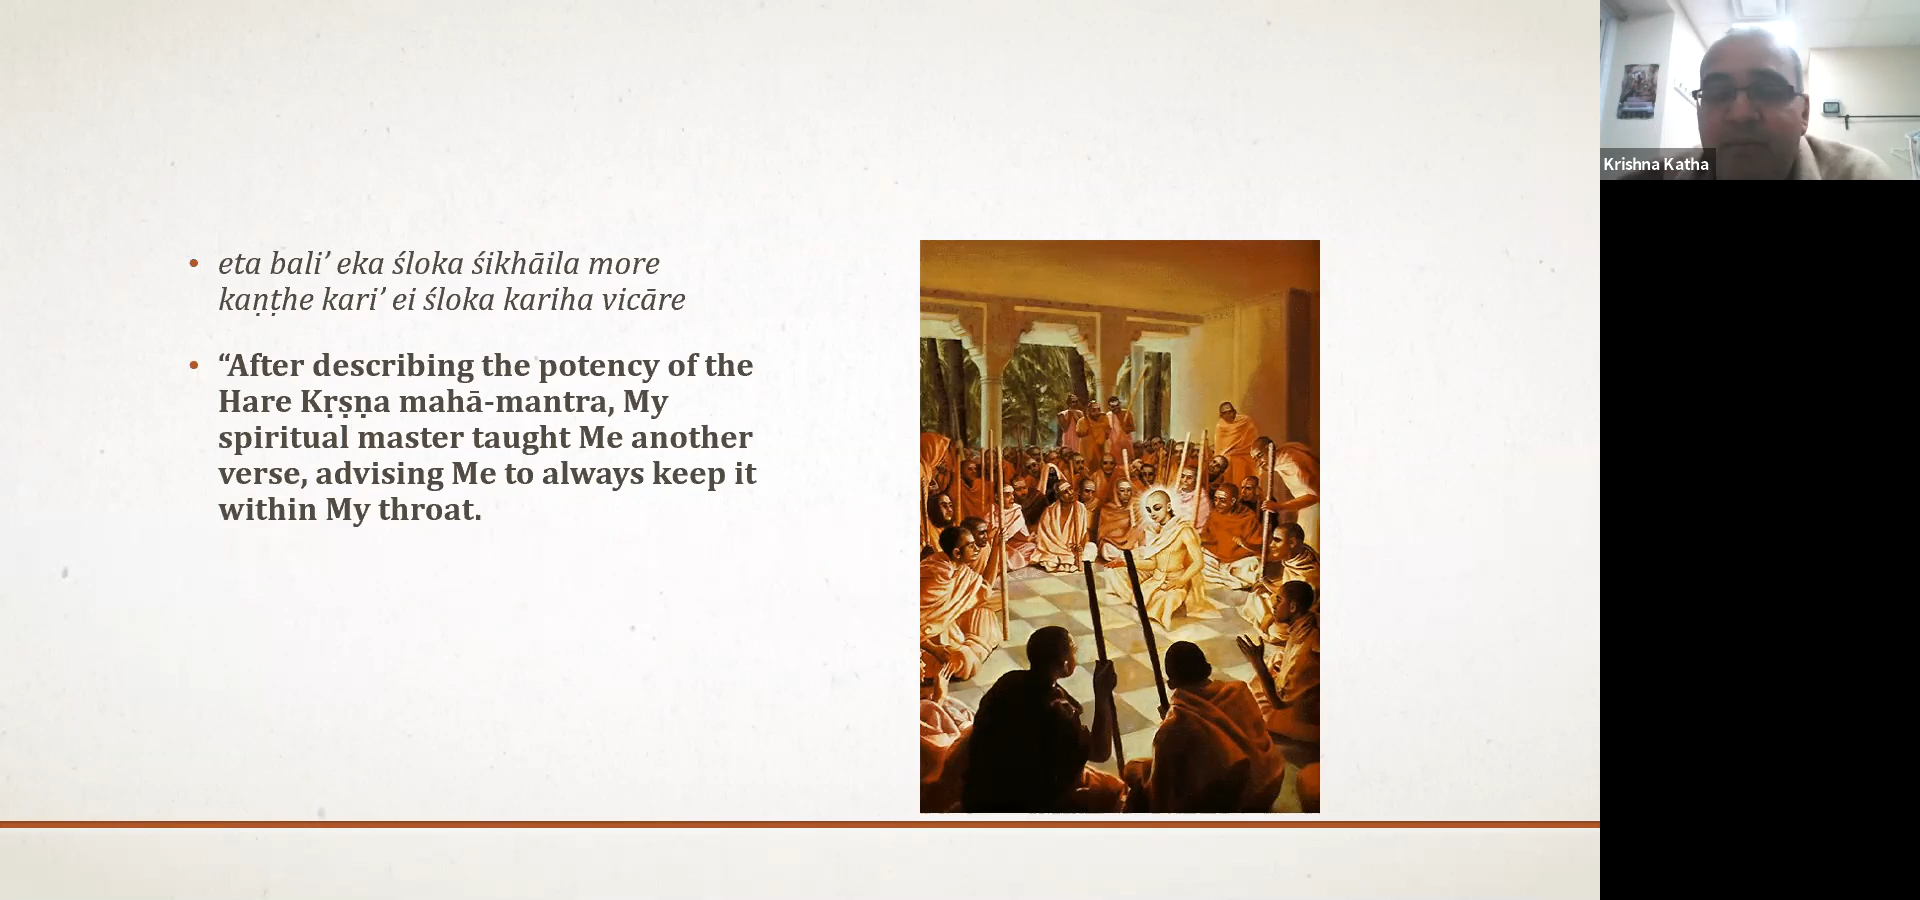 • eta bali’ eka śloka śikhāila more
kaṇṭhe kari’ ei śloka kariha vicāre
• “After describing the potency of the
Hare Kṛṣṇa mahā-mantra, My
spiritual master taught Me another
verse, advising Me to always keep it
within My throat.
Krishna Katha